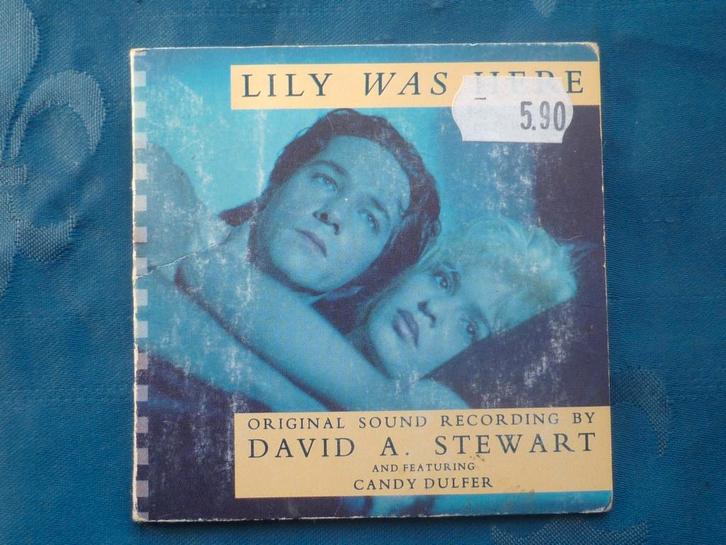 LILY WAS HERE
5.90
ORIGINAL SOUND RECORDING BY
DAVID A. STEWART
AND FEATURING
CANDY DULFER